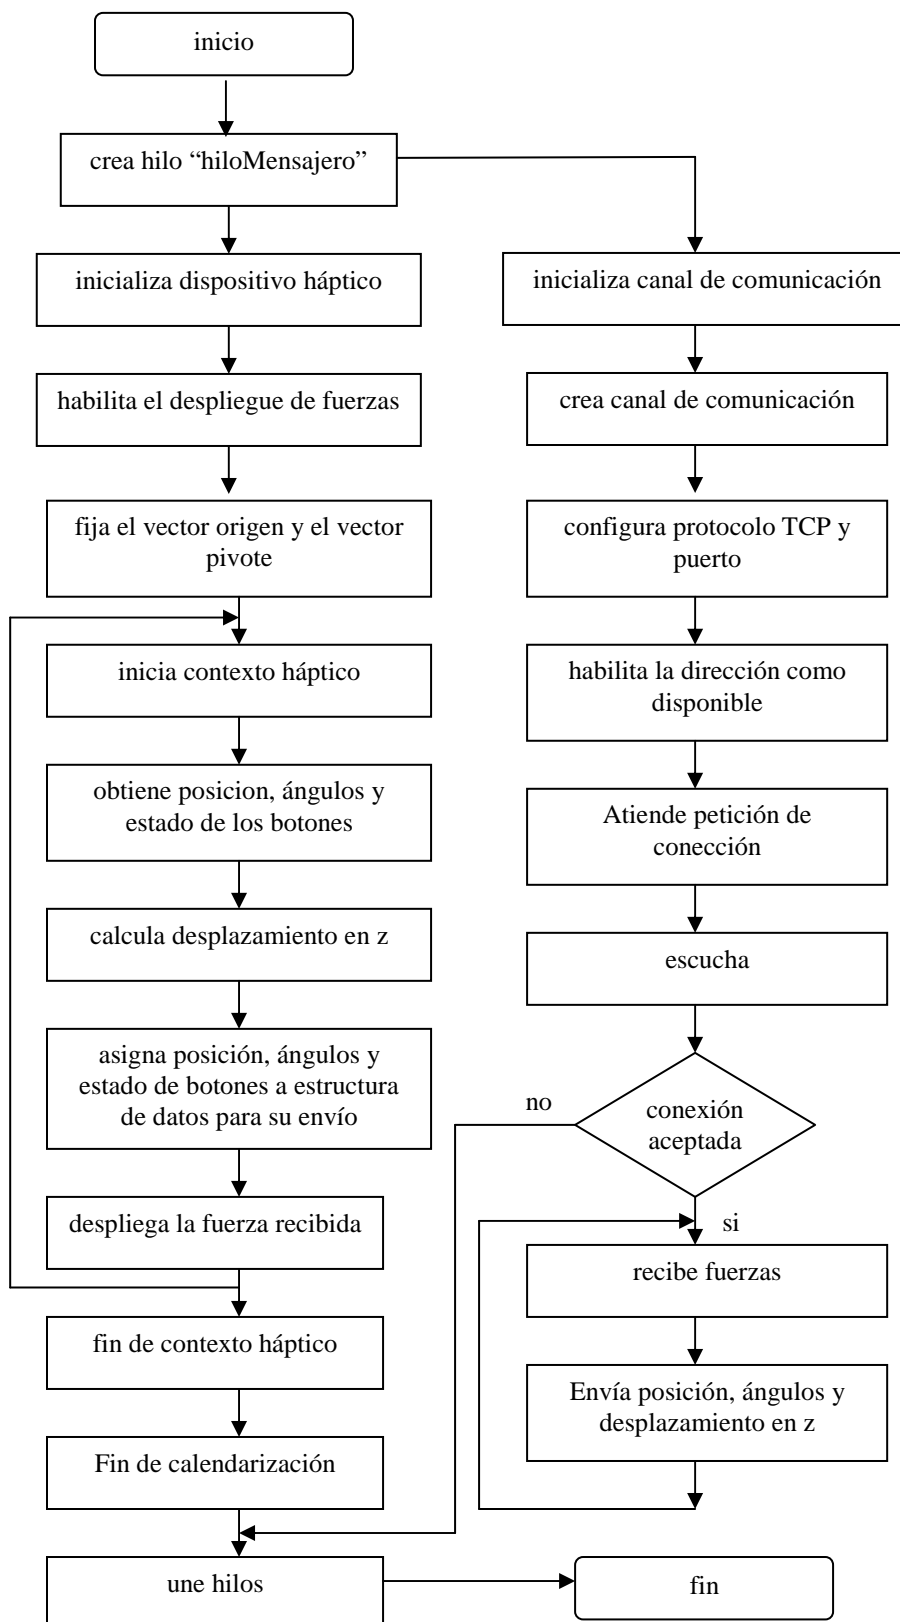 inicio
crea hilo “hiloMensajero”
inicializa dispositivo háptico
habilita el despliegue de fuerzas
fija el vector origen y el vector
pivote
inicia contexto háptico
obtiene posicion, ángulos y
estado de los botones
calcula desplazamiento en z
asigna posición, ángulos y
estado de botones a estructura
de datos para su envío
despliega la fuerza recibida
fin de contexto háptico
Fin de calendarización
une hilos
inicializa canal de comunicación
crea canal de comunicación
configura protocolo TCP y
puerto
habilita la dirección como
disponible
Atiende petición de
conección
escucha
conexión
aceptada
no
si
recibe fuerzas
Envía posición, ángulos y
desplazamiento en z
fin